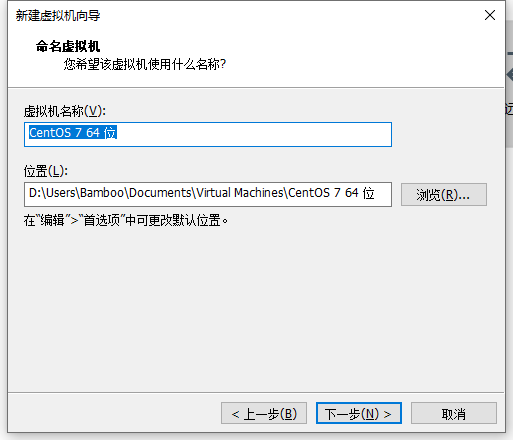 新建虚拟机向导
命名虚拟机
您希望该虚拟机使用什么名称?
虚拟机名称(V):
CentOS 7 64 位
位置(L):
D:\Users\Bamboo\Documents\Virtual Machines\CentOS 7 64 位
浏览(R)...
在“编辑”>“首选项”中可更改默认位置。
< 上一步(B)
下一步(N) >
取消
远